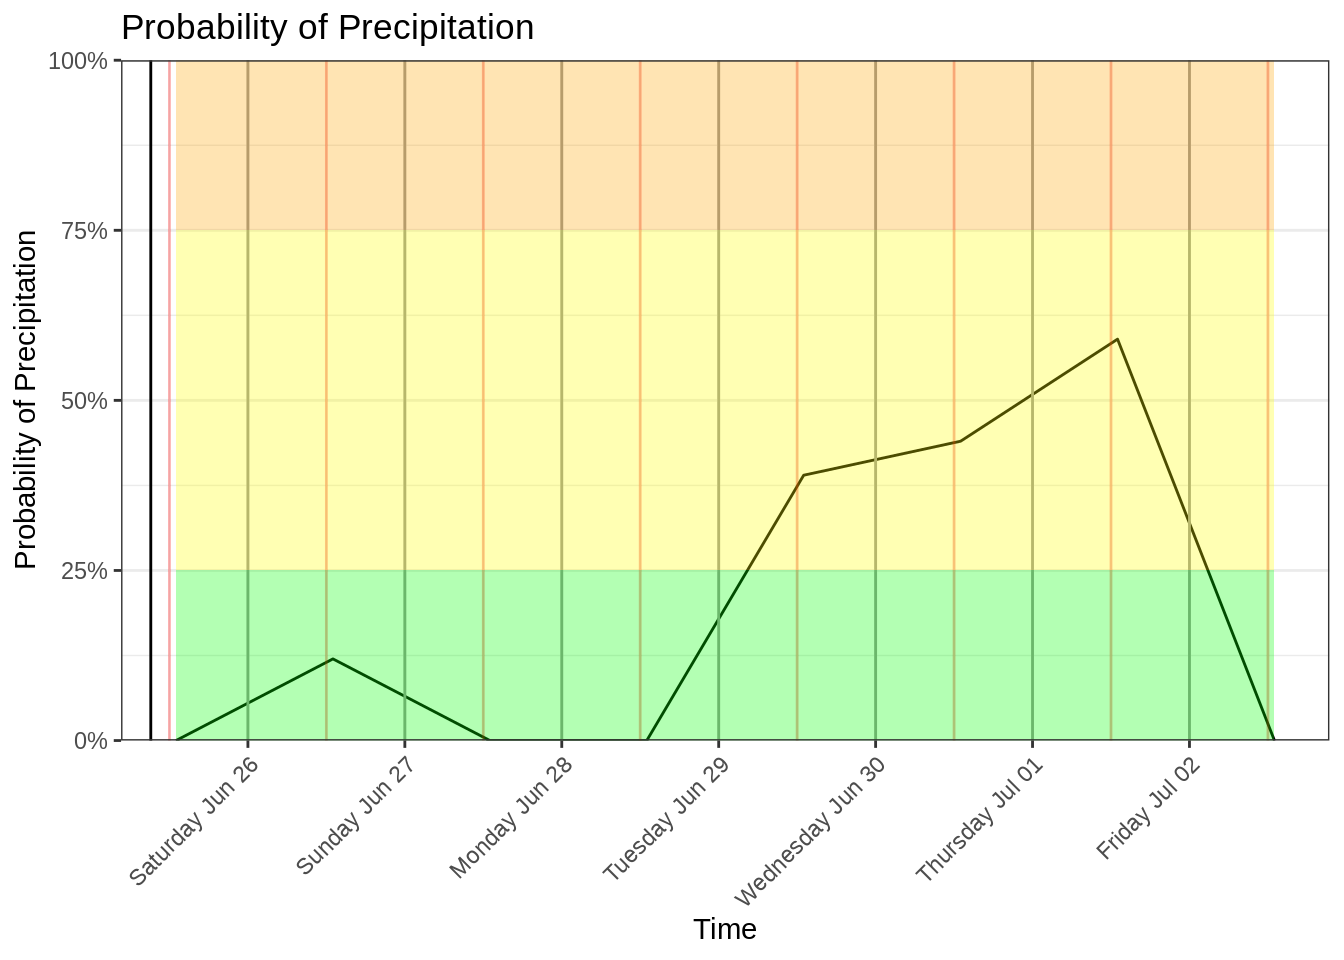 Probability of Precipitation
Probability of Precipitation
100%
75%
50%
25%
0%
Saturday Jun 26
Sunday Jun 27
Monday Jun 28
Tuesday Jun 29
Wednesday Jun 30
Thursday Jul 01
Friday Jul 02
Time